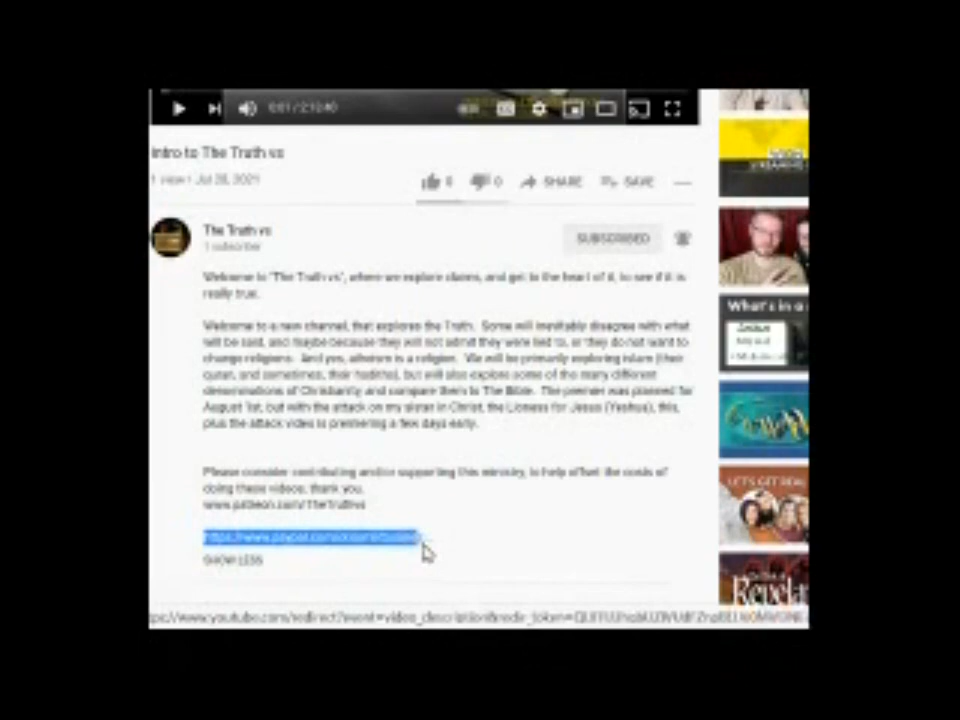 Intro to The Truth vs
1 view • Jul 28, 2021
0 0 SHARE SAVE
The Truth vs
1 subscriber
SUBSCRIBED
Welcome to "The Truth vs", where we explore claims, and get to the heart of it, to see if it is
really true.
Welcome to a new channel, that explores the Truth. Some will inevitably disagree with what
will be said, and maybe because they will not admit they were lied to, or they do not want to
change religions. And yes, atheism is a religion. We will be primarily exploring islam (their
quran, and sometimes, their hadiths), but will also explore some of the many different
denominations of Christianity, and compare them to The Bible. The premier was planned for
August 1st, but with the attack on my sister in Christ, the Lioness for Jesus (Yeshua), this,
plus the attack video is premiering a few days early.
Please consider contributing and/or supporting this ministry, to help offset the costs of
doing these videos, thank you.
www.patreon.com/TheTruthvs
SHOW LESS
What's in a
LET'S GET REAL